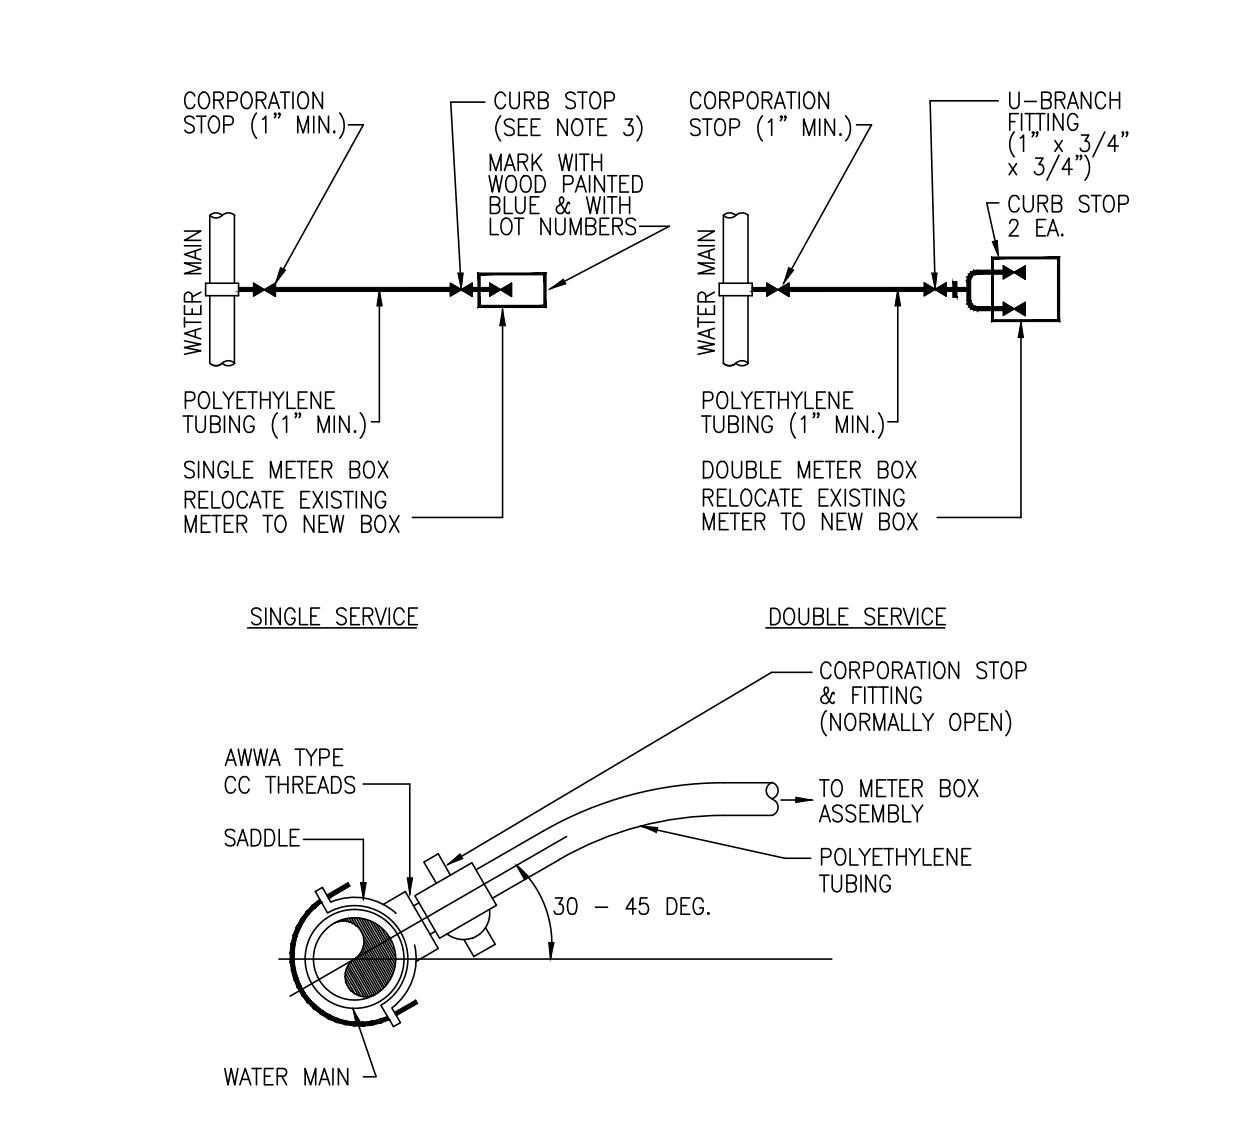 CORPORATION
STOP (1" MIN.)
CURB STOP
(SEE NOTE 3)
MARK WITH
WOOD PAINTED
BLUE & WITH
LOT NUMBERS
WATER MAIN
POLYETHYLENE
TUBING (1" MIN.)
SINGLE METER BOX
RELOCATE EXISTING
METER TO NEW BOX
SINGLE SERVICE
CORPORATION
STOP (1" MIN.)
U-BRANCH
FITTING
(1" x 3/4"
x 3/4")
CURB STOP
2 EA.
WATER MAIN
POLYETHYLENE
TUBING (1" MIN.)
DOUBLE METER BOX
RELOCATE EXISTING
METER TO NEW BOX
DOUBLE SERVICE
CORPORATION STOP
& FITTING
(NORMALLY OPEN)
AWWA TYPE
CC THREADS
SADDLE
TO METER BOX
ASSEMBLY
POLYETHYLENE
TUBING
30 - 45 DEG.
WATER MAIN